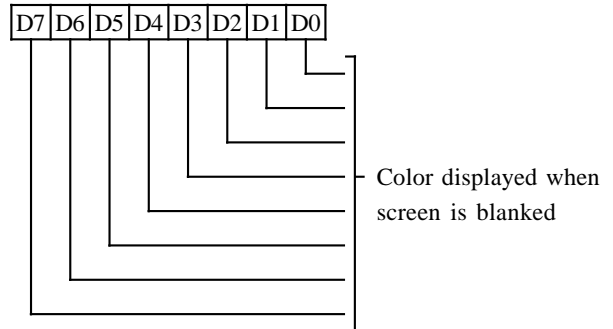 D7 D6 D5 D4 D3 D2 D1 D0
Color displayed when
screen is blanked